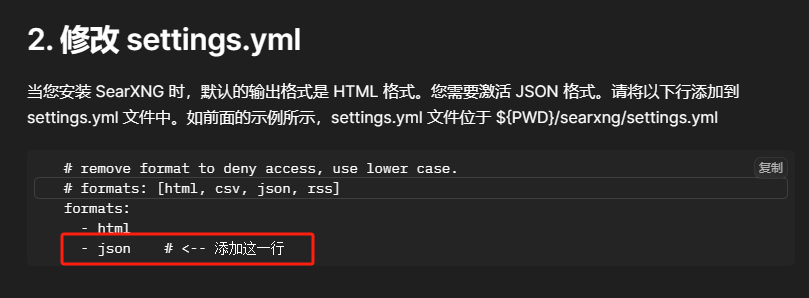 2. 修改 settings.yml
当您安装 SearXNG 时，默认的输出格式是 HTML 格式。您需要激活 JSON 格式。请将以下行添加到
settings.yml 文件中。如前面的示例所示，settings.yml 文件位于 ${PWD}/searxng/settings.yml
复制
# remove format to deny access, use lower case.
# formats: [html, csv, json, rss]
formats:
  - html
  - json    # <-- 添加这一行